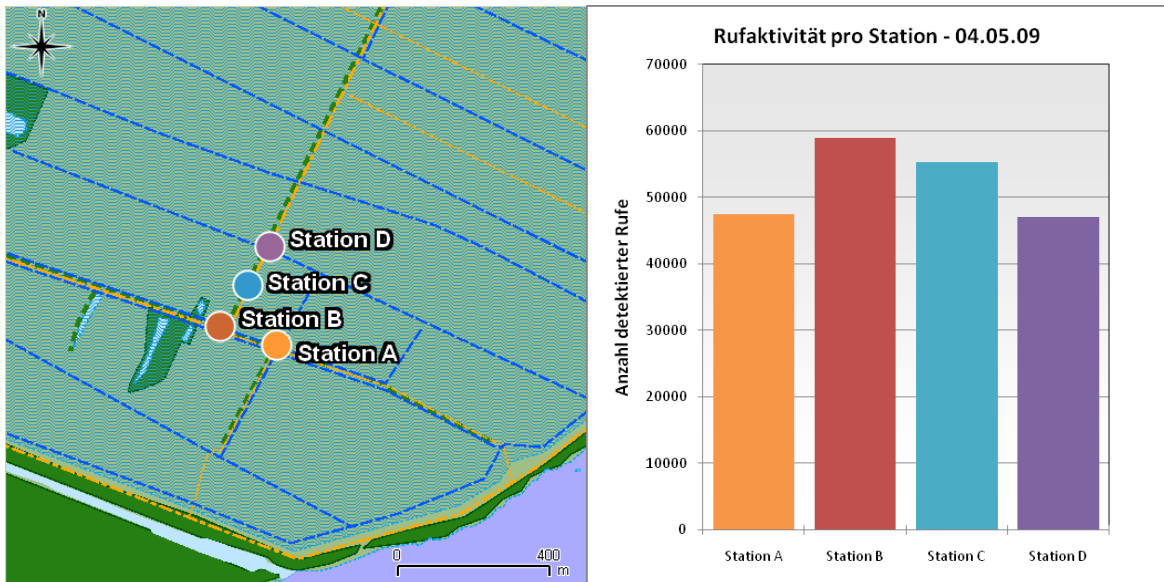 N
Station D
Station C
Station B
Station A
0
400
m
Rufaktivität pro Station - 04.05.09
Anzahl detektierter Rufe
70000
60000
50000
40000
30000
20000
10000
0
Station A
Station B
Station C
Station D